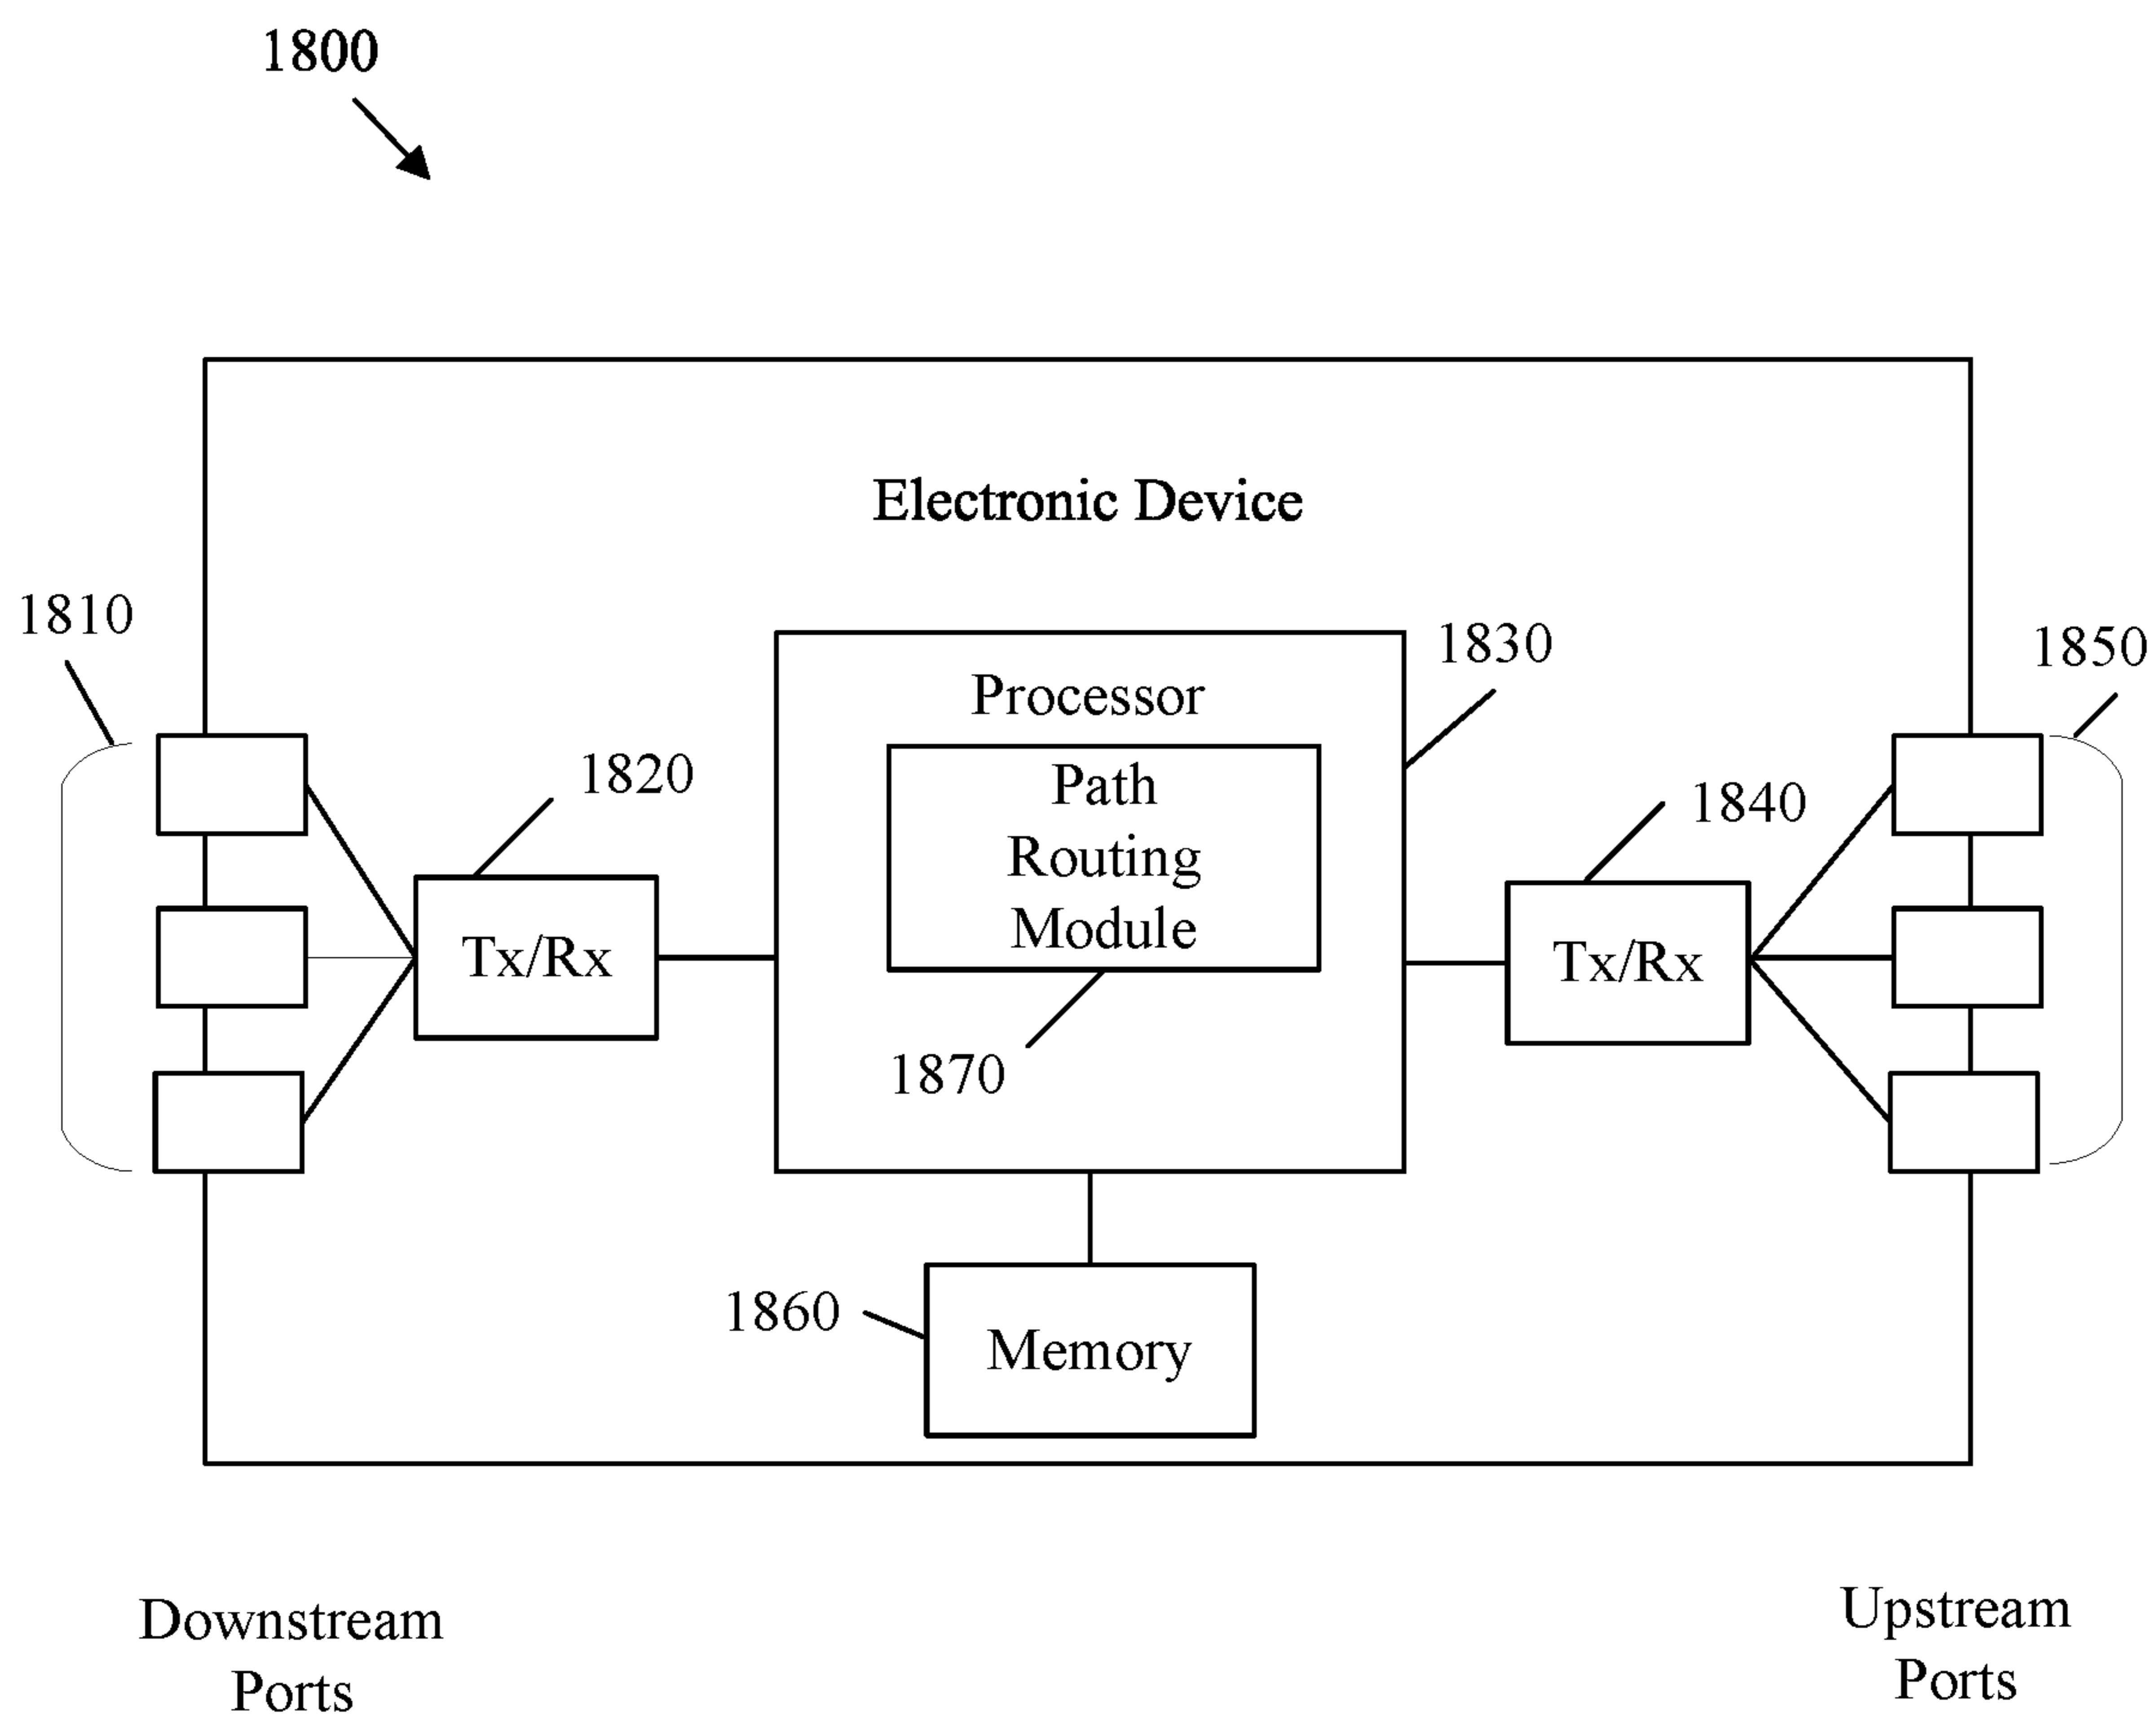 1800
Electronic Device
1810
1830
1850
Processor
1820
Path
Routing
Module
1840
Tx/Rx
Tx/Rx
1870
1860
Memory
Downstream
Ports
Upstream
Ports